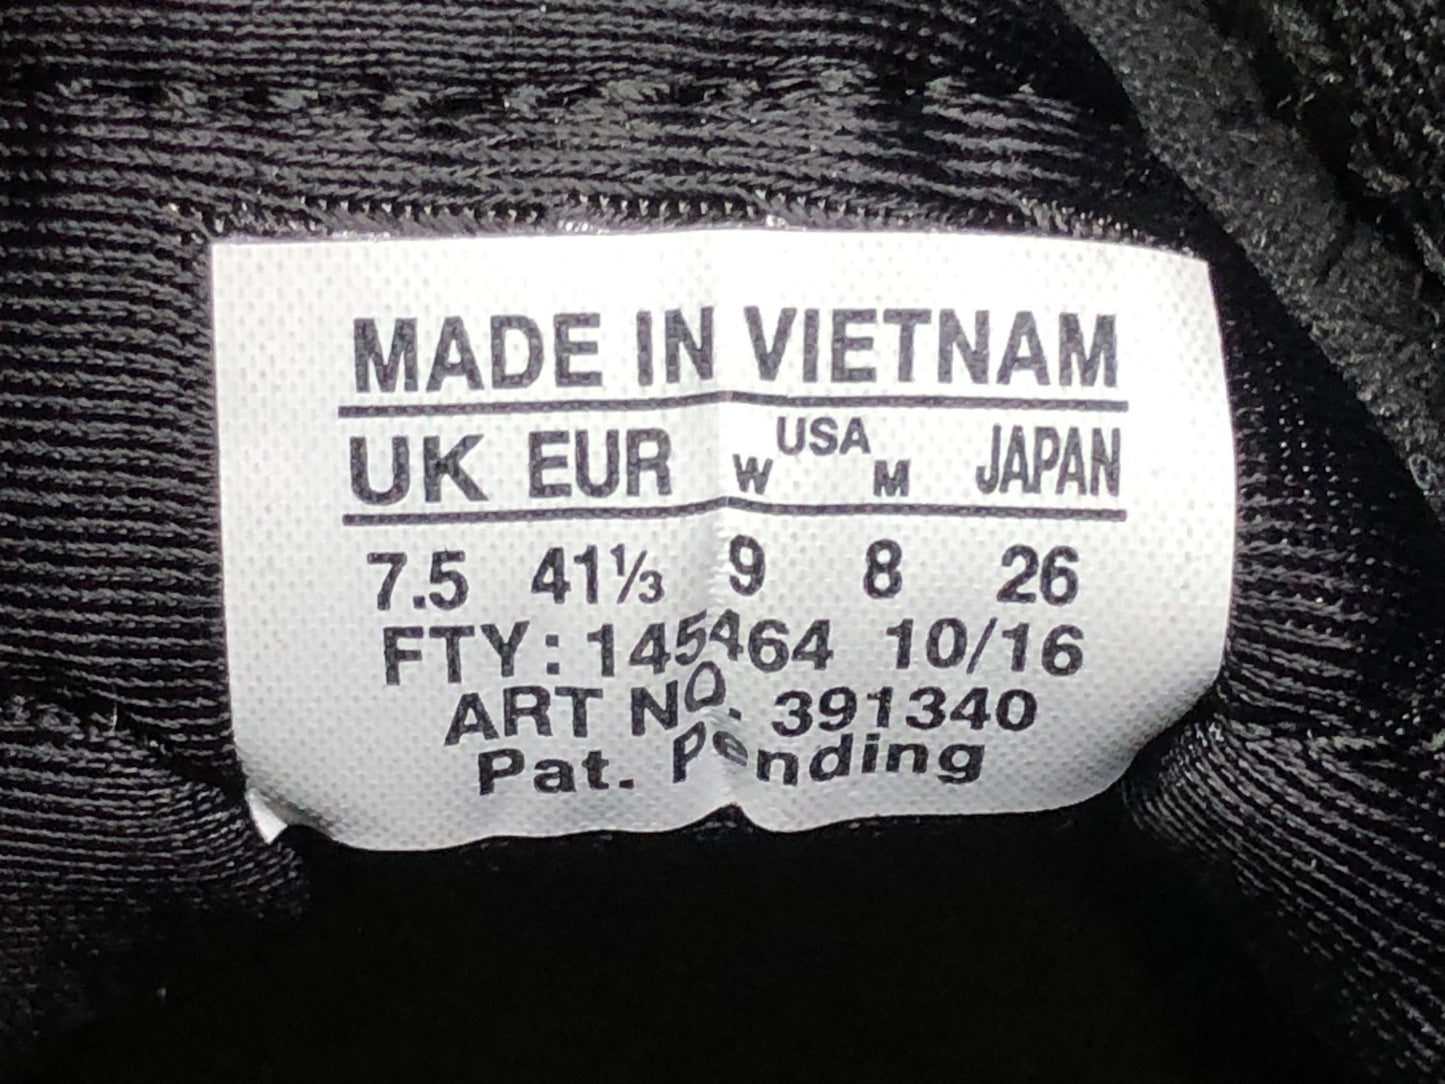 MADE IN VIETNAM
UK EUR W USA M JAPAN
7.5 41⅓ 9 8 26
FTY: 145464 10/16
ART NO. 391340
Pat. Pending